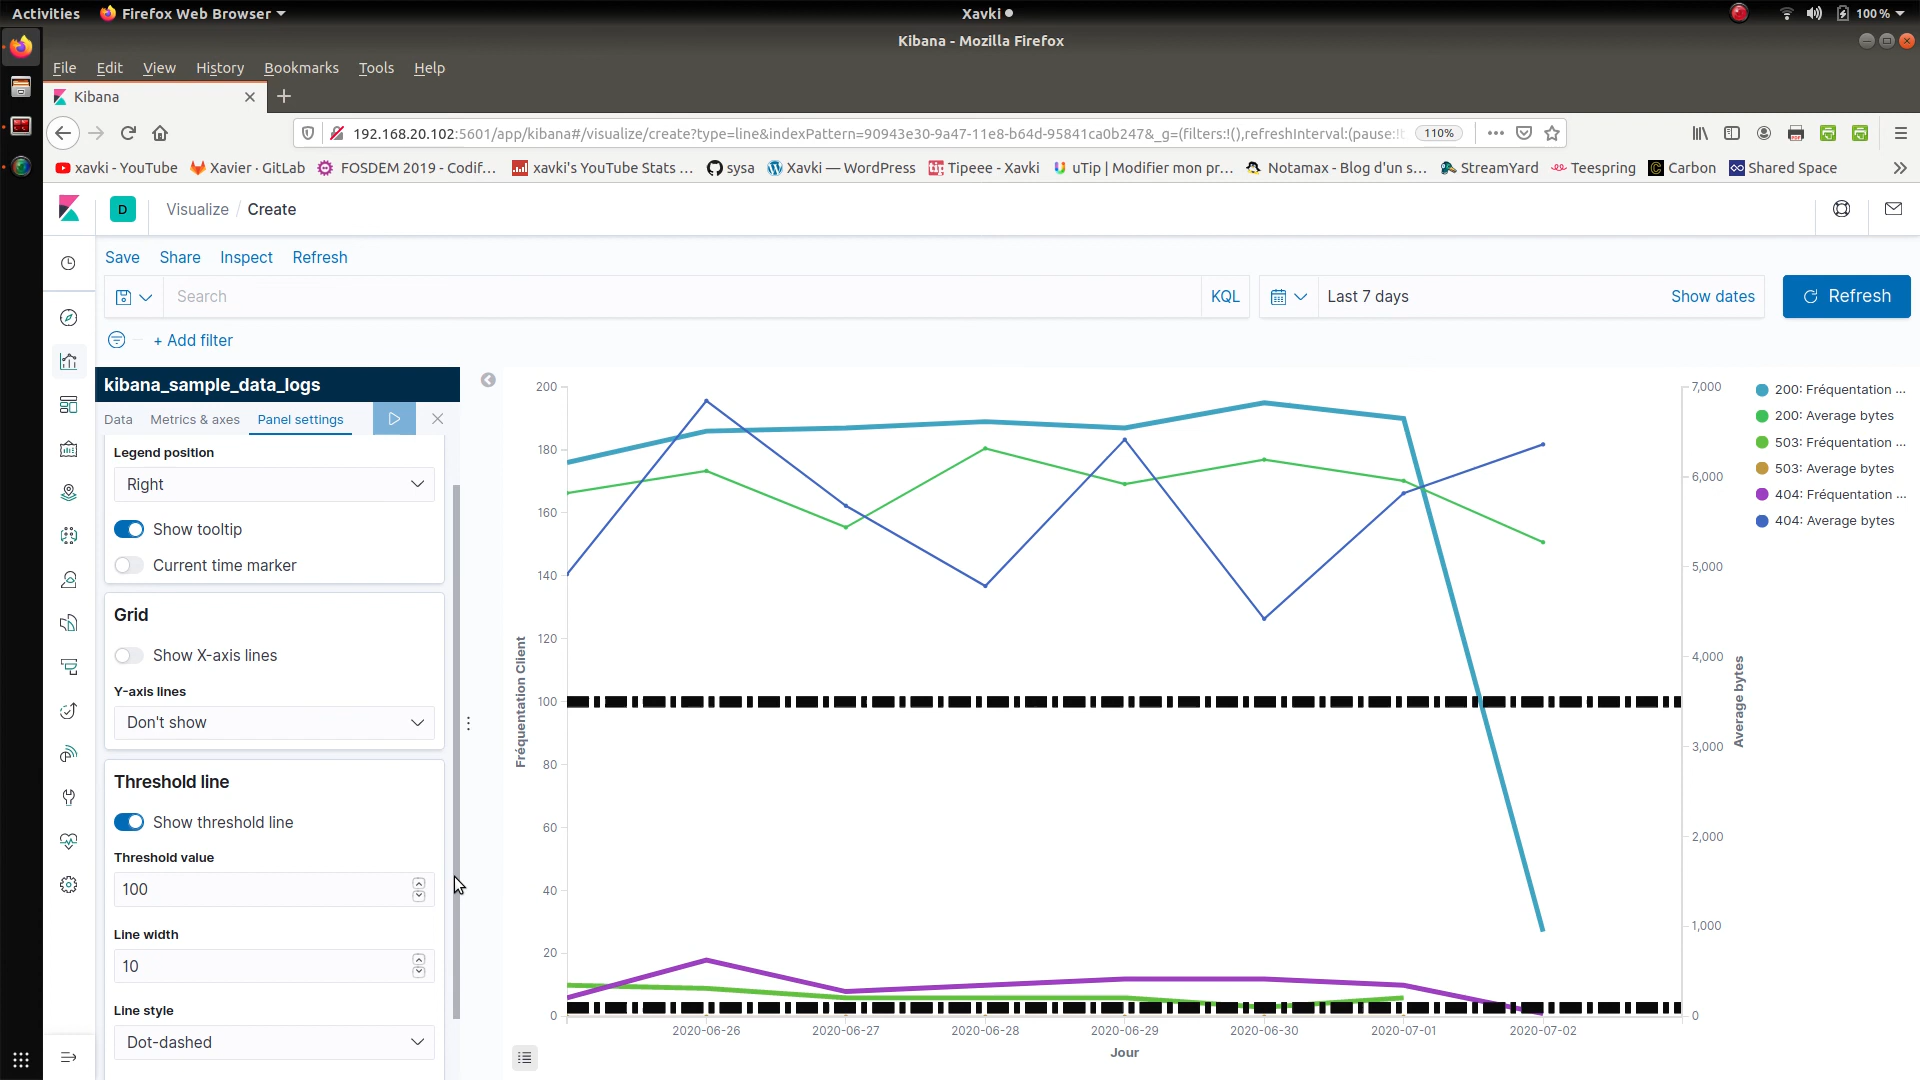 Activities
Firefox Web Browser
Xavki
100 %
Kibana - Mozilla Firefox
File Edit View History Bookmarks Tools Help
Kibana
192.168.20.102:5601/app/kibana#/visualize/create?type=line&indexPattern=90943e30-9a47-11e8-b64d-95841ca0b247&_g=(filters:!(),refreshInterval:(pause:!t
110%
xavki - YouTube
Xavier · GitLab
FOSDEM 2019 - Codif...
xavki's YouTube Stats ...
sysa
Xavki — WordPress
Tipeee - Xavki
uTip | Modifier mon pr...
Notamax - Blog d'un s...
StreamYard
Teespring
Carbon
Shared Space
D
Visualize / Create
Save Share Inspect Refresh
Search
KQL
Last 7 days
Show dates
Refresh
+ Add filter
kibana_sample_data_logs
Data Metrics & axes Panel settings
Legend position
Right
Show tooltip
Current time marker
Grid
Show X-axis lines
Y-axis lines
Don't show
Threshold line
Show threshold line
Threshold value
100
Line width
10
Line style
Dot-dashed
Fréquentation Client
200
180
160
140
120
100
80
60
40
20
0
2020-06-26
2020-06-27
2020-06-28
2020-06-29
2020-06-30
2020-07-01
2020-07-02
Jour
7,000
6,000
5,000
4,000
3,000
2,000
1,000
0
Average bytes
200: Fréquentation ...
200: Average bytes
503: Fréquentation ...
503: Average bytes
404: Fréquentation ...
404: Average bytes